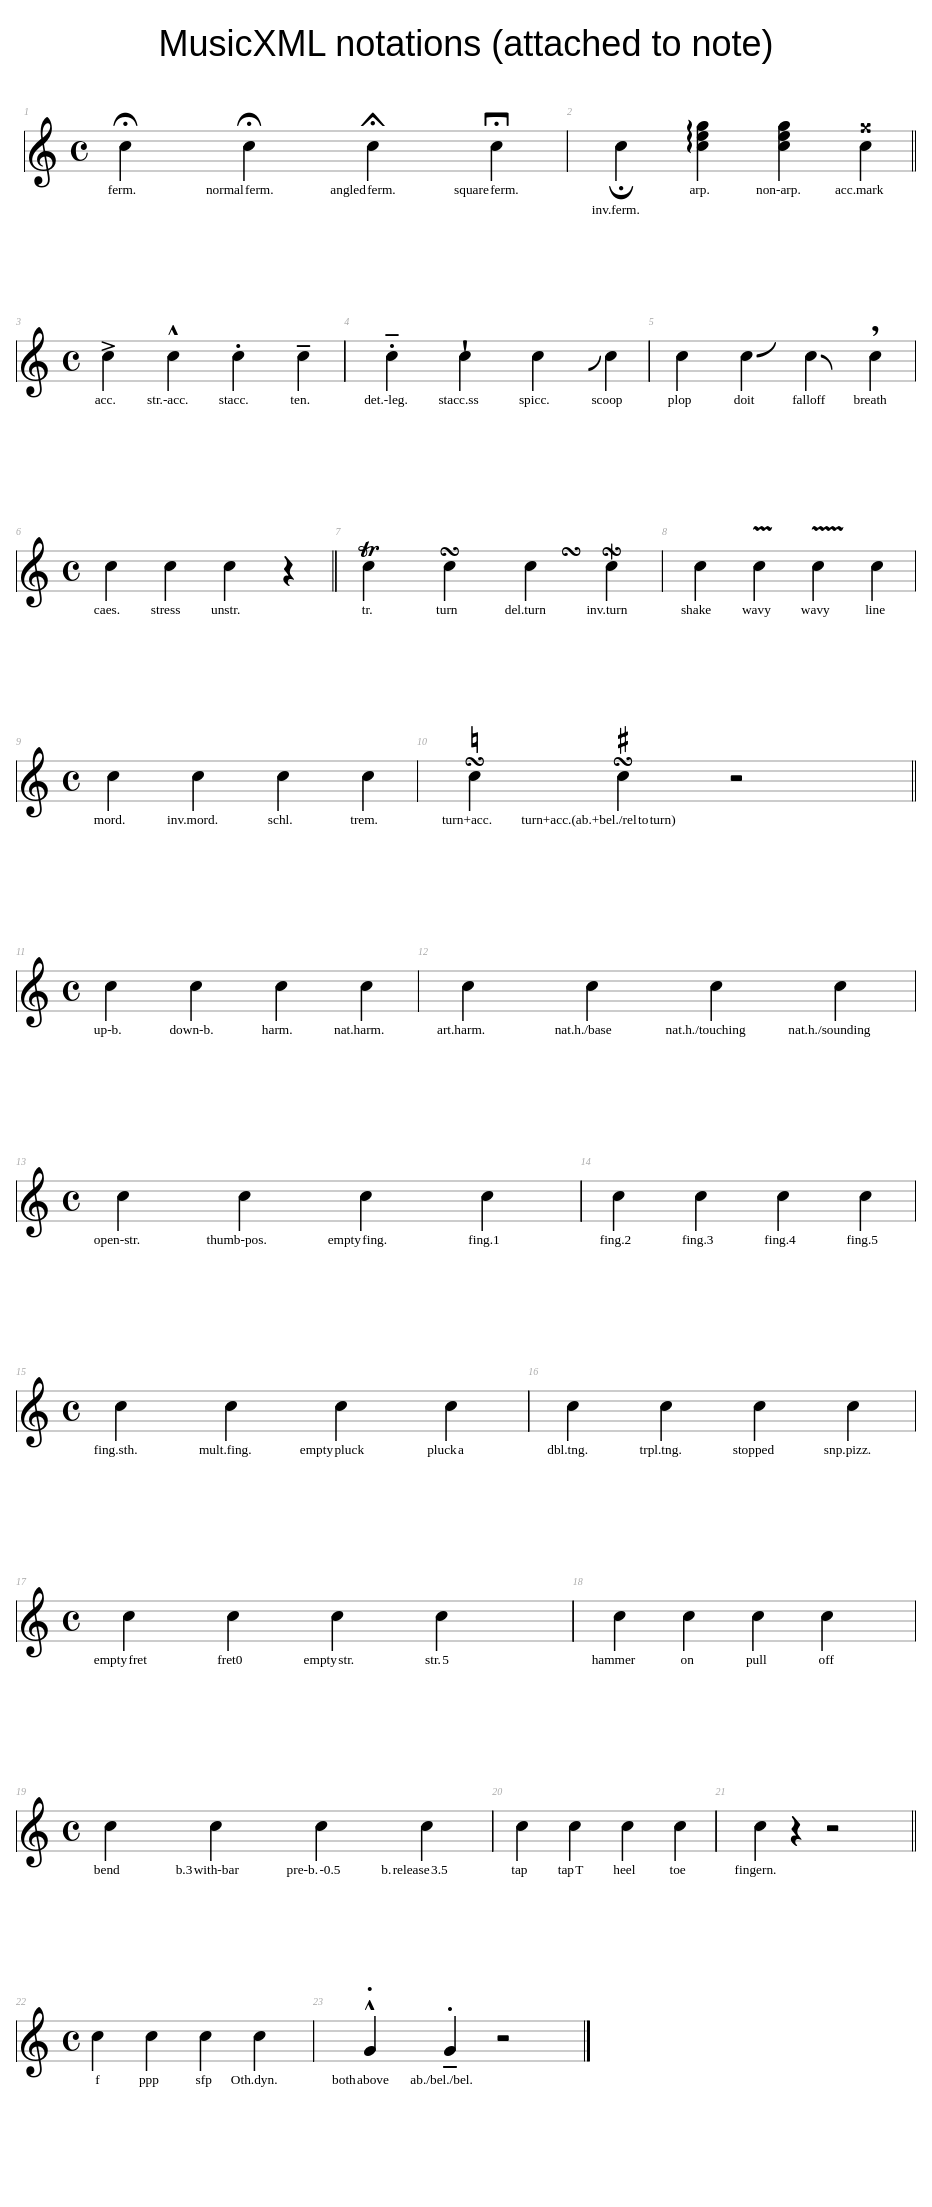 MusicXML notations (attached to note)
1 2
ferm. normal ferm. angled ferm. square ferm. arp. non-arp. acc.mark
inv.ferm.
3 4 5
acc. str.-acc. stacc. ten. det.-leg. stacc.ss spicc. scoop plop doit falloff breath
6 7 8
tr
caes. stress unstr. tr. turn del.turn inv.turn shake wavy wavy line
9 10
mord. inv.mord. schl. trem. turn+acc. turn+acc.(ab.+bel./rel to turn)
11 12
up-b. down-b. harm. nat.harm. art.harm. nat.h./base nat.h./touching nat.h./sounding
13 14
open-str. thumb-pos. empty fing. fing.1 fing.2 fing.3 fing.4 fing.5
15 16
fing.sth. mult.fing. empty pluck pluck a dbl.tng. trpl.tng. stopped snp.pizz.
17 18
empty fret fret0 empty str. str. 5 hammer on pull off
19 20 21
bend b.3 with-bar pre-b. -0.5 b. release 3.5 tap tap T heel toe fingern.
22 23
f ppp sfp Oth.dyn. both above ab./bel./bel.